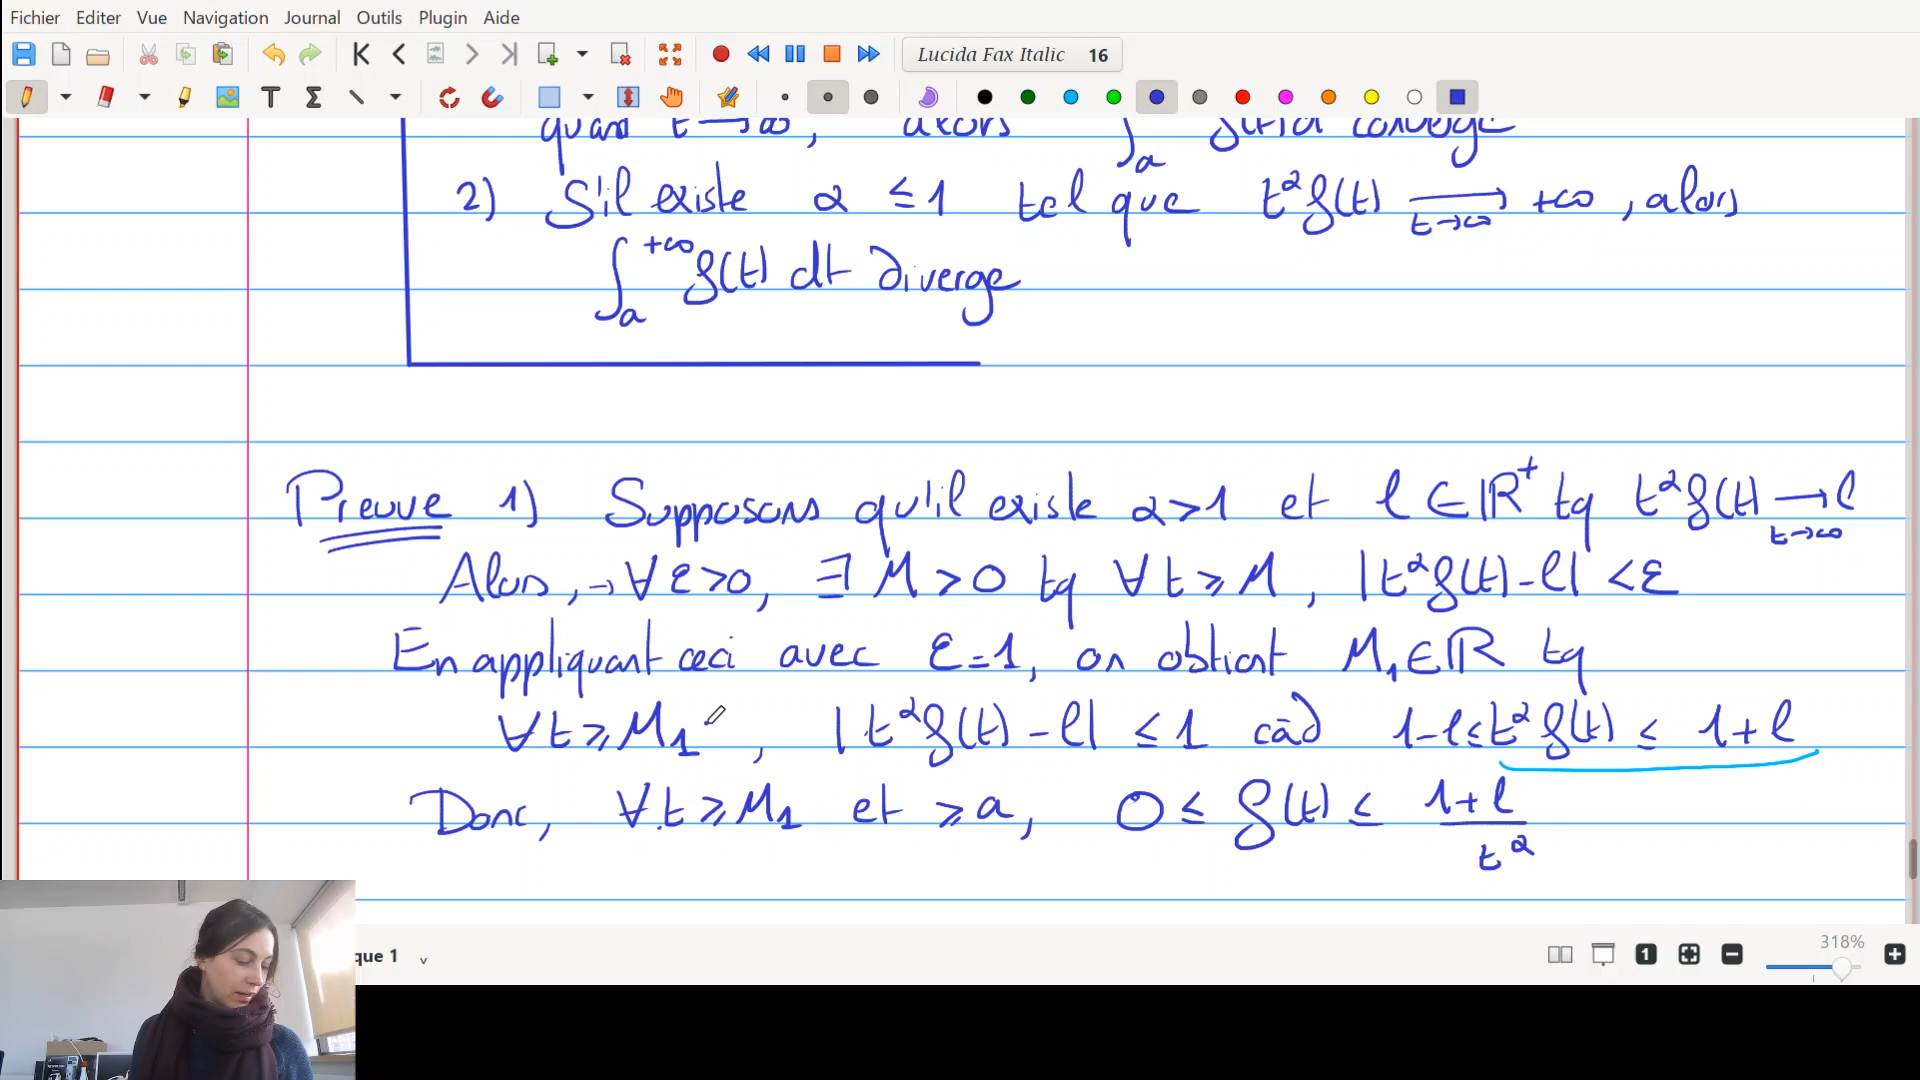 Fichier Editer Vue Navigation Journal Outils Plugin Aide
Lucida Fax Italic 16
quand t → ∞, alors ∫ₐ f(t)dt converge
2) S'il existe α ≤ 1 tel que t^α f(t) ⟶ +∞, alors
t→∞
∫ₐ^{+∞} f(t) dt diverge
Preuve 1) Supposons qu'il existe α > 1 et l ∈ ℝ⁺ tq t^α f(t) ⟶ l
t→∞
Alors, → ∀ ε > 0, ∃ M > 0 tq ∀ t ≥ M, |t^α f(t) - l| < ε
En appliquant ceci avec ε = 1, on obtient M₁ ∈ ℝ tq
∀ t ≥ M₁, |t^α f(t) - l| ≤ 1 càd 1 - l ≤ t^α f(t) ≤ 1 + l
Donc, ∀ t ≥ M₁ et ≥ a, 0 ≤ f(t) ≤ (1 + l)/t^α
que 1
318%